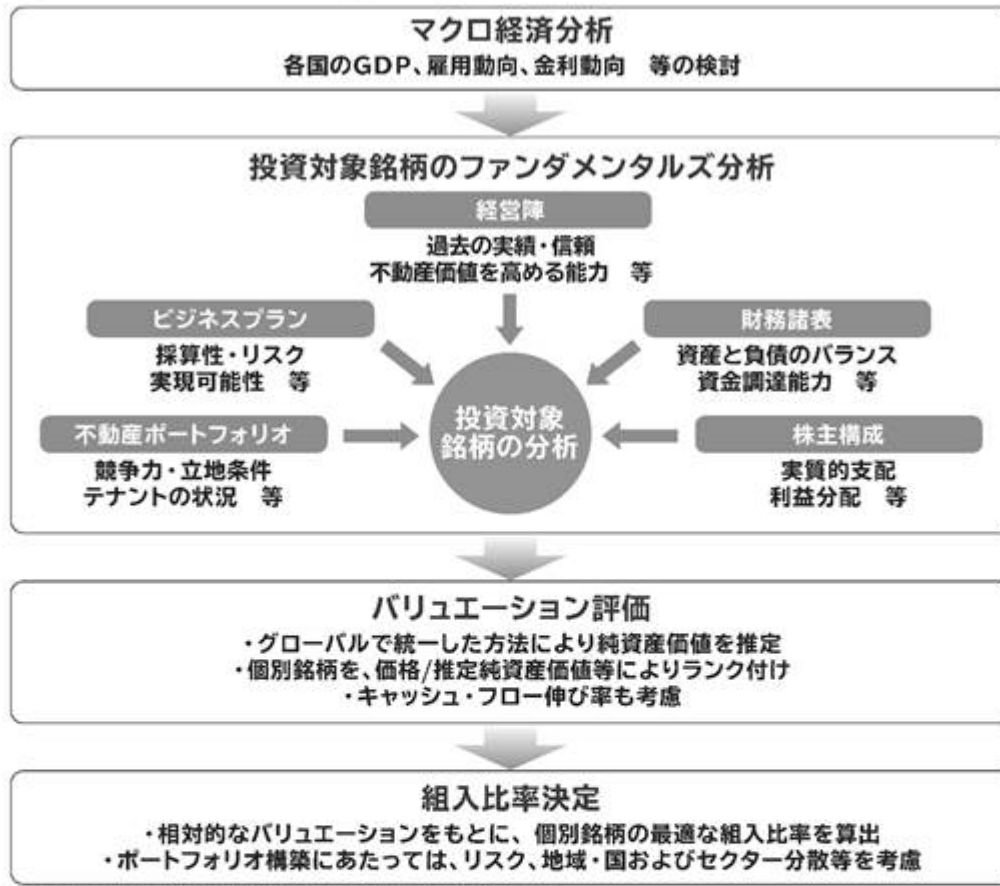 マクロ経済分析
各国のGDP、雇用動向、金利動向　等の検討
投資対象銘柄のファンダメンタルズ分析
経営陣
過去の実績・信頼
不動産価値を高める能力　等
ビジネスプラン
採算性・リスク
実現可能性　等
財務諸表
資産と負債のバランス
資金調達能力　等
投資対象
銘柄の分析
不動産ポートフォリオ
競争力・立地条件
テナントの状況　等
株主構成
実質的支配
利益分配　等
バリュエーション評価
・グローバルで統一した方法により純資産価値を推定
・個別銘柄を、価格/推定純資産価値等によりランク付け
・キャッシュ・フロー伸び率も考慮
組入比率決定
・相対的なバリュエーションをもとに、個別銘柄の最適な組入比率を算出
・ポートフォリオ構築にあたっては、リスク、地域・国およびセクター分散等を考慮